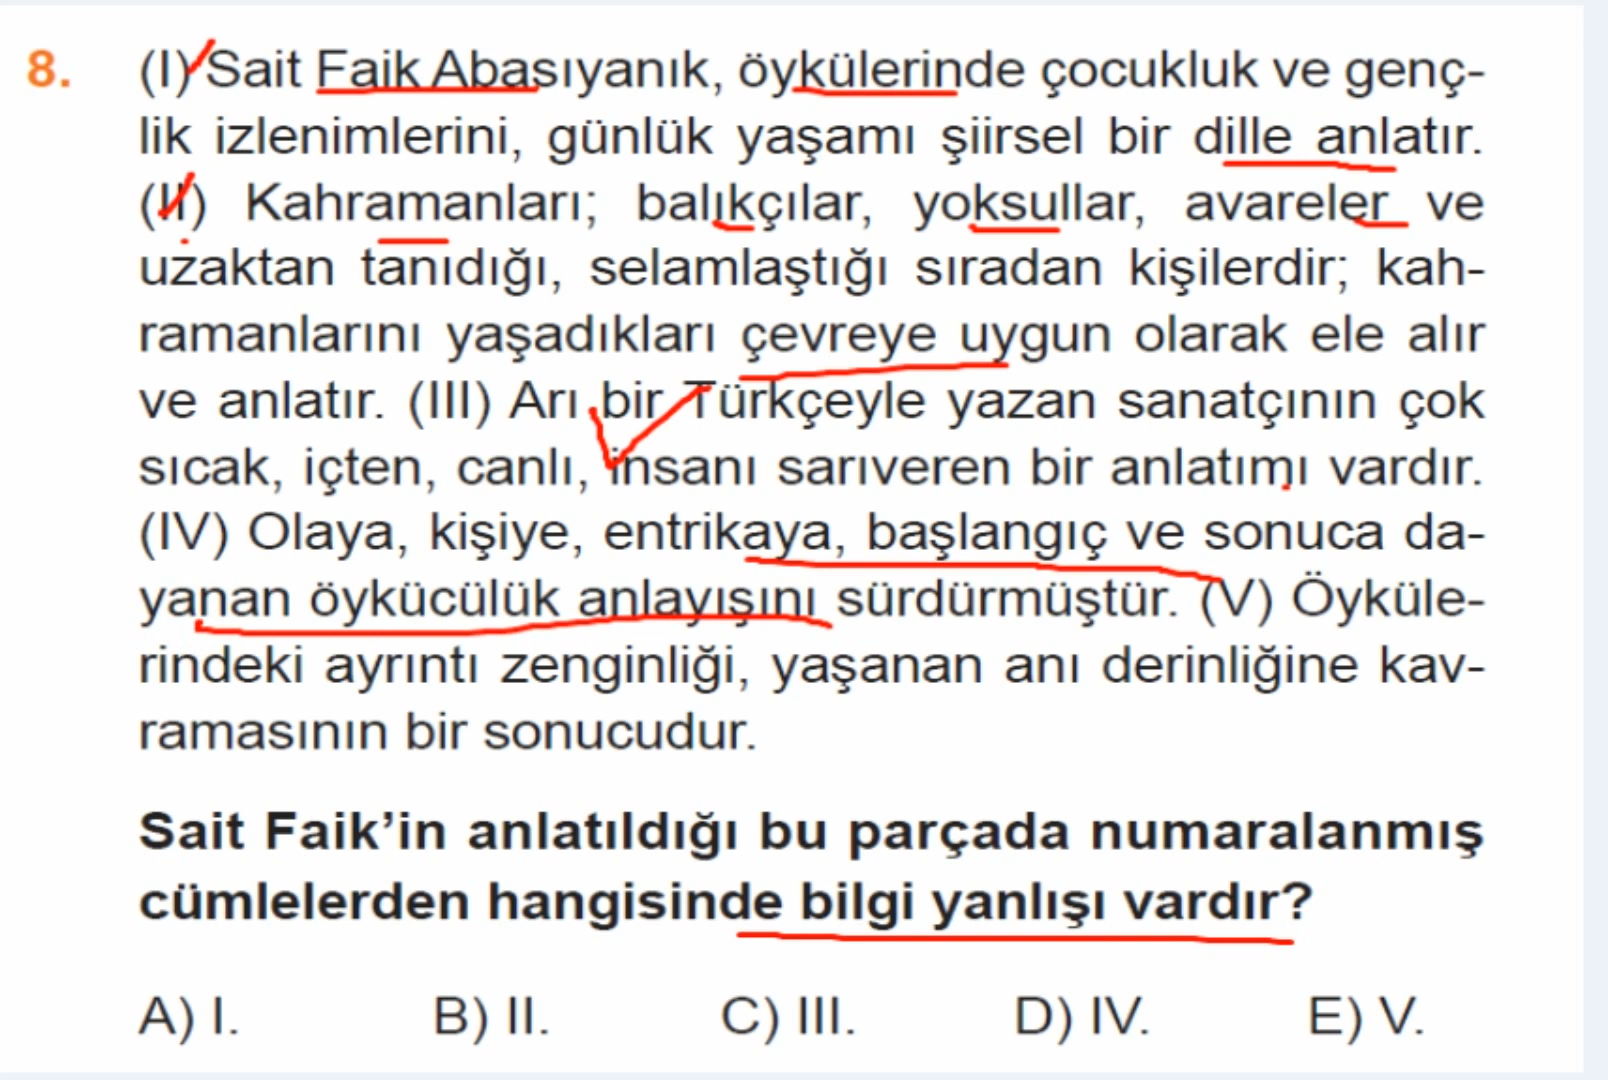 8. (I) Sait Faik Abasıyanık, öykülerinde çocukluk ve genç-
lik izlenimlerini, günlük yaşamı şiirsel bir dille anlatır.
(II) Kahramanları; balıkçılar, yoksullar, avareler ve
uzaktan tanıdığı, selamlaştığı sıradan kişilerdir; kah-
ramanlarını yaşadıkları çevreye uygun olarak ele alır
ve anlatır. (III) Arı bir Türkçeyle yazan sanatçının çok
sıcak, içten, canlı, insanı sarıveren bir anlatımı vardır.
(IV) Olaya, kişiye, entrikaya, başlangıç ve sonuca da-
yanan öykücülük anlayışını sürdürmüştür. (V) Öyküle-
rindeki ayrıntı zenginliği, yaşanan anı derinliğine kav-
ramasının bir sonucudur.
Sait Faik’in anlatıldığı bu parçada numaralanmış
cümlelerden hangisinde bilgi yanlışı vardır?
A) I. B) II. C) III. D) IV. E) V.